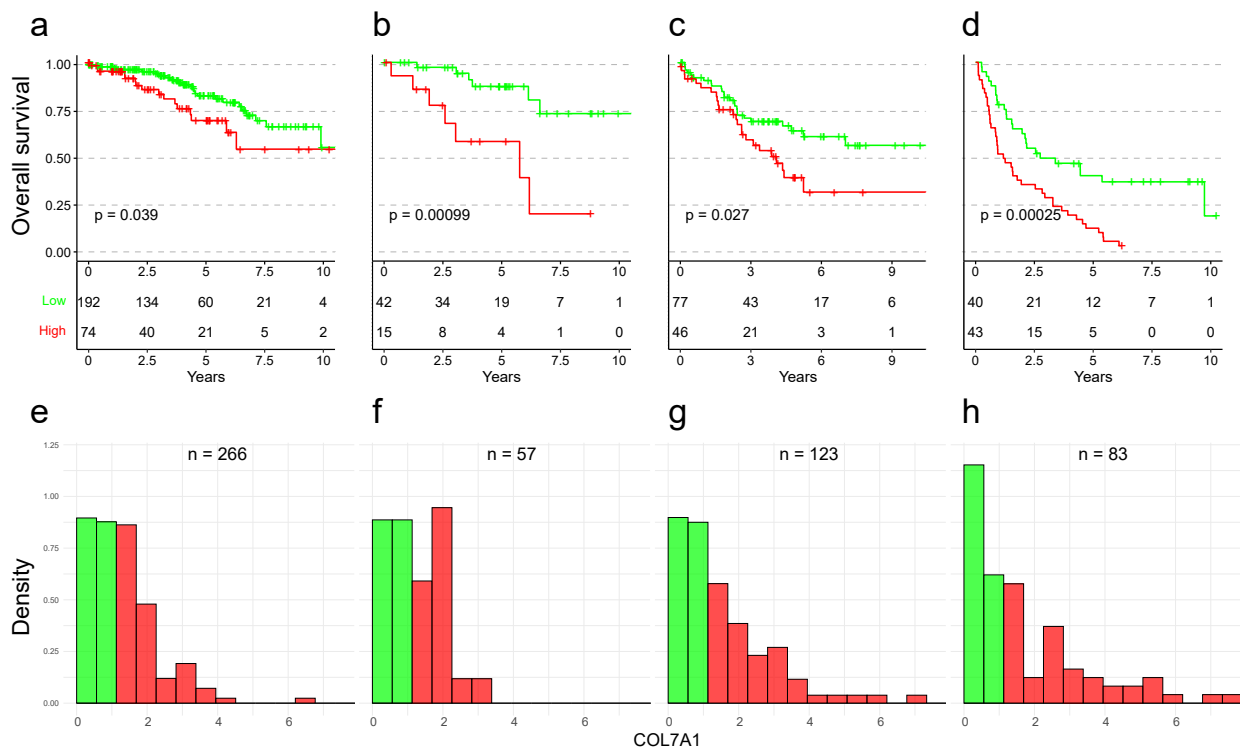 a b c d
Overall survival
1.00
0.75
0.50
0.25
0.00
p = 0.039 p = 0.00099 p = 0.027 p = 0.00025
0 2.5 5 7.5 10 0 2.5 5 7.5 10 0 3 6 9 0 2.5 5 7.5 10
Low 192 134 60 21 4 42 34 19 7 1 77 43 17 6 40 21 12 7 1
High 74 40 21 5 2 15 8 4 1 0 46 21 3 1 43 15 5 0 0
0 2.5 5 7.5 10 0 2.5 5 7.5 10 0 3 6 9 0 2.5 5 7.5 10
Years Years Years Years
e f g h
n = 266 n = 57 n = 123 n = 83
Density
1.25
1.00
0.75
0.50
0.25
0.00
0 2 4 6 0 2 4 6 0 2 4 6 0 2 4 6
COL7A1